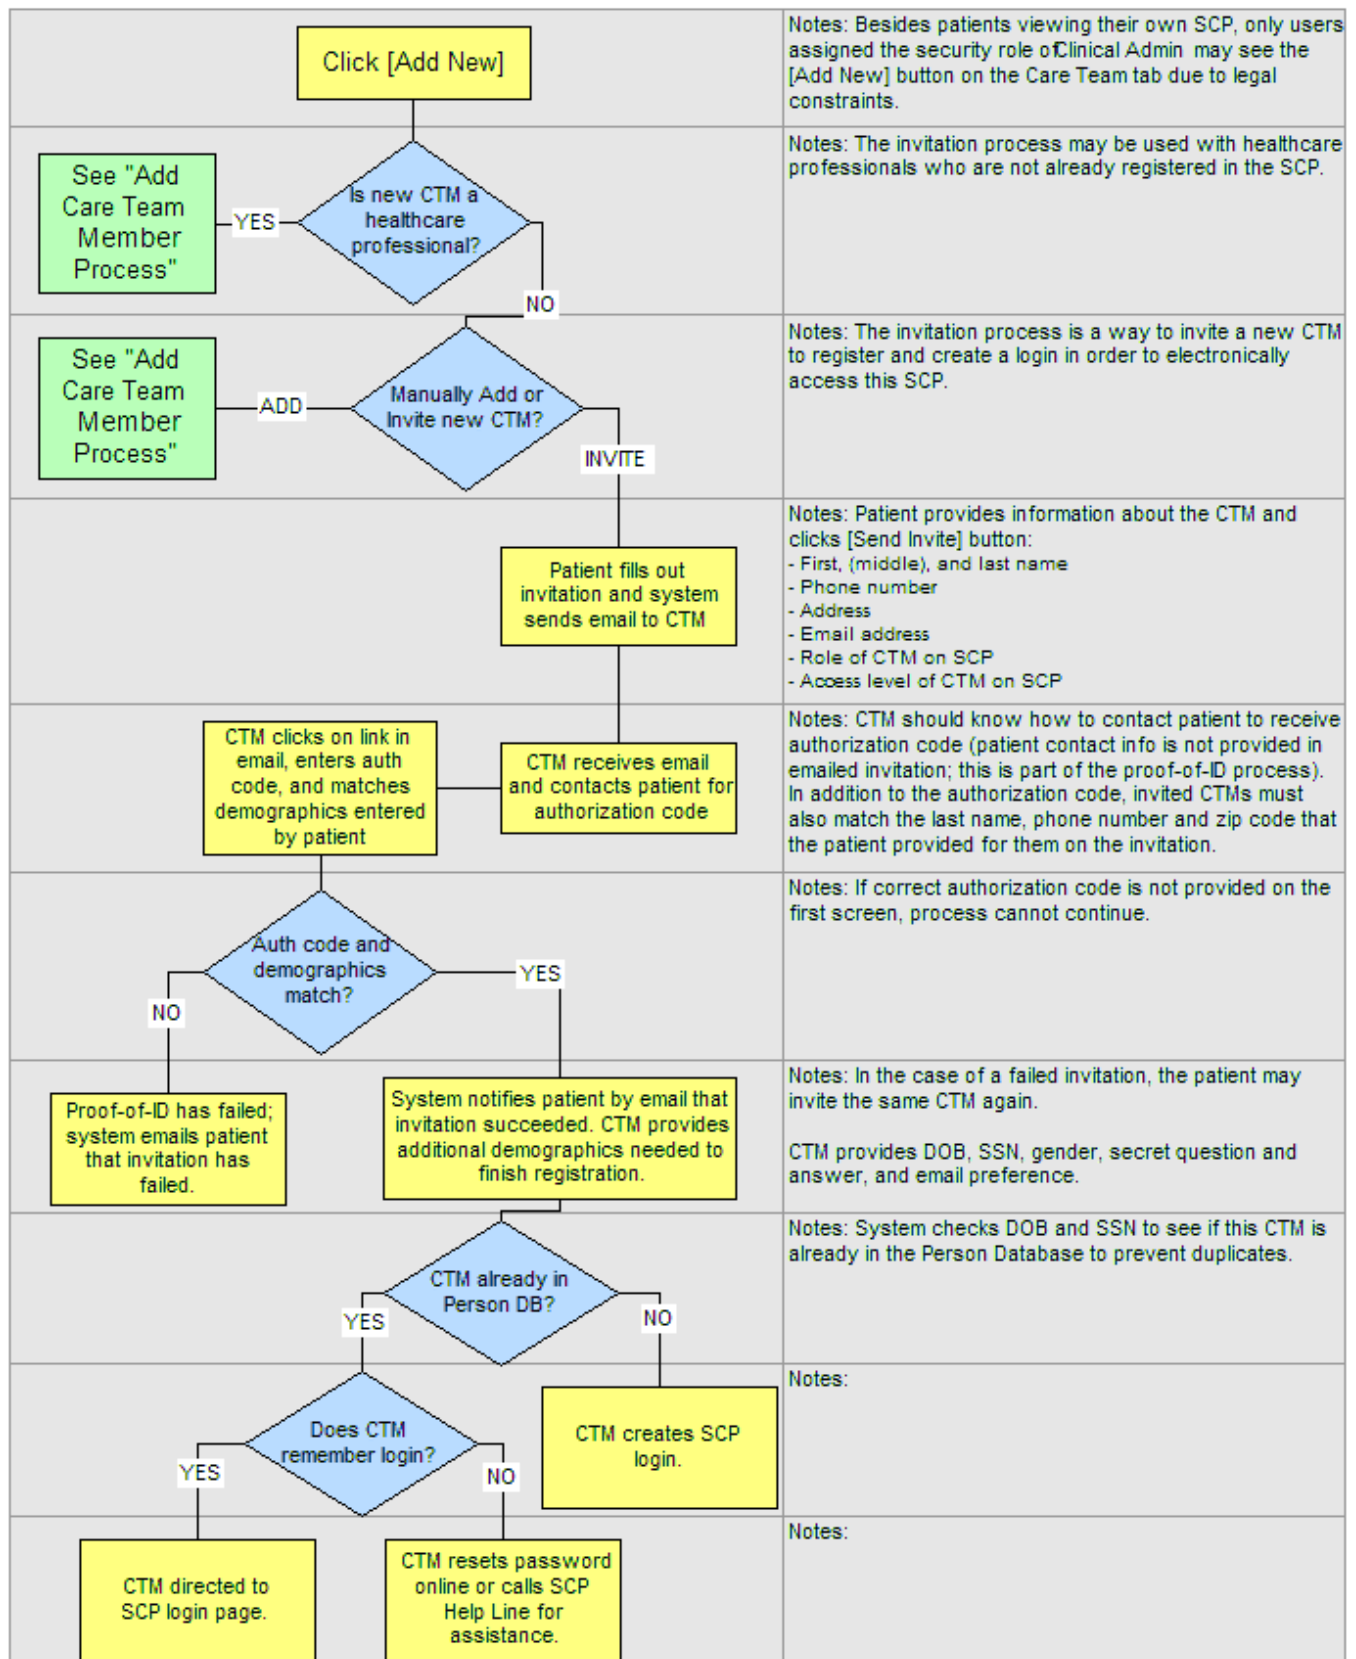 Click [Add New]
Notes: Besides patients viewing their own SCP, only users
assigned the security role ofClinical Admin may see the
[Add New] button on the Care Team tab due to legal
constraints.
See "Add
Care Team
Member
Process"
YES
Is new CTM a
healthcare
professional?
NO
Notes: The invitation process may be used with healthcare
professionals who are not already registered in the SCP.
See "Add
Care Team
Member
Process"
ADD
Manually Add or
Invite new CTM?
INVITE
Notes: The invitation process is a way to invite a new CTM
to register and create a login in order to electronically
access this SCP.
Patient fills out
invitation and system
sends email to CTM
Notes: Patient provides information about the CTM and
clicks [Send Invite] button:
- First, (middle), and last name
- Phone number
- Address
- Email address
- Role of CTM on SCP
- Access level of CTM on SCP
CTM receives email
and contacts patient for
authorization code
CTM clicks on link in
email, enters auth
code, and matches
demographics entered
by patient
Notes: CTM should know how to contact patient to receive
authorization code (patient contact info is not provided in
emailed invitation; this is part of the proof-of-ID process).
In addition to the authorization code, invited CTMs must
also match the last name, phone number and zip code that
the patient provided for them on the invitation.
Auth code and
demographics
match?
NO
YES
Notes: If correct authorization code is not provided on the
first screen, process cannot continue.
Proof-of-ID has failed;
system emails patient
that invitation has
failed.
System notifies patient by email that
invitation succeeded. CTM provides
additional demographics needed to
finish registration.
Notes: In the case of a failed invitation, the patient may
invite the same CTM again.
CTM provides DOB, SSN, gender, secret question and
answer, and email preference.
CTM already in
Person DB?
YES
NO
Notes: System checks DOB and SSN to see if this CTM is
already in the Person Database to prevent duplicates.
Does CTM
remember login?
YES
NO
CTM creates SCP
login.
Notes:
CTM directed to
SCP login page.
CTM resets password
online or calls SCP
Help Line for
assistance.
Notes: